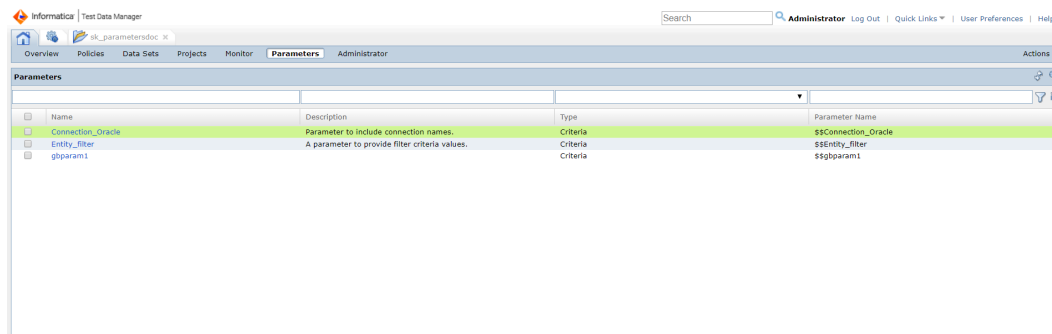 Informatica Test Data Manager
Search Administrator Log Out | Quick Links | User Preferences | Help
sk_parametersdoc
Overview Policies Data Sets Projects Monitor Parameters Administrator Actions
Parameters
Name Description Type Parameter Name
Connection_Oracle Parameter to include connection names. Criteria $$Connection_Oracle
Entity_filter A parameter to provide filter criteria values. Criteria $$Entity_filter
gbparam1 Criteria $$gbparam1